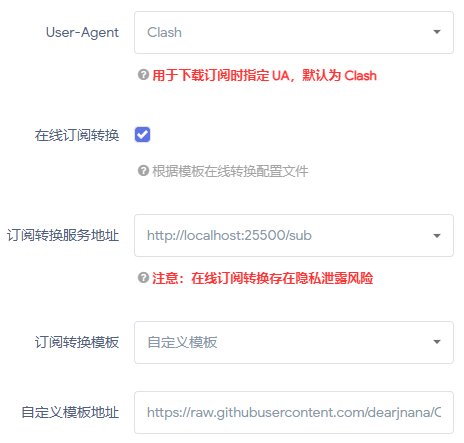 User-Agent
Clash
用于下载订阅时指定 UA，默认为 Clash
在线订阅转换
根据模板在线转换配置文件
订阅转换服务地址
http://localhost:25500/sub
注意：在线订阅转换存在隐私泄露风险
订阅转换模板
自定义模板
自定义模板地址
https://raw.githubusercontent.com/dearjnana/C